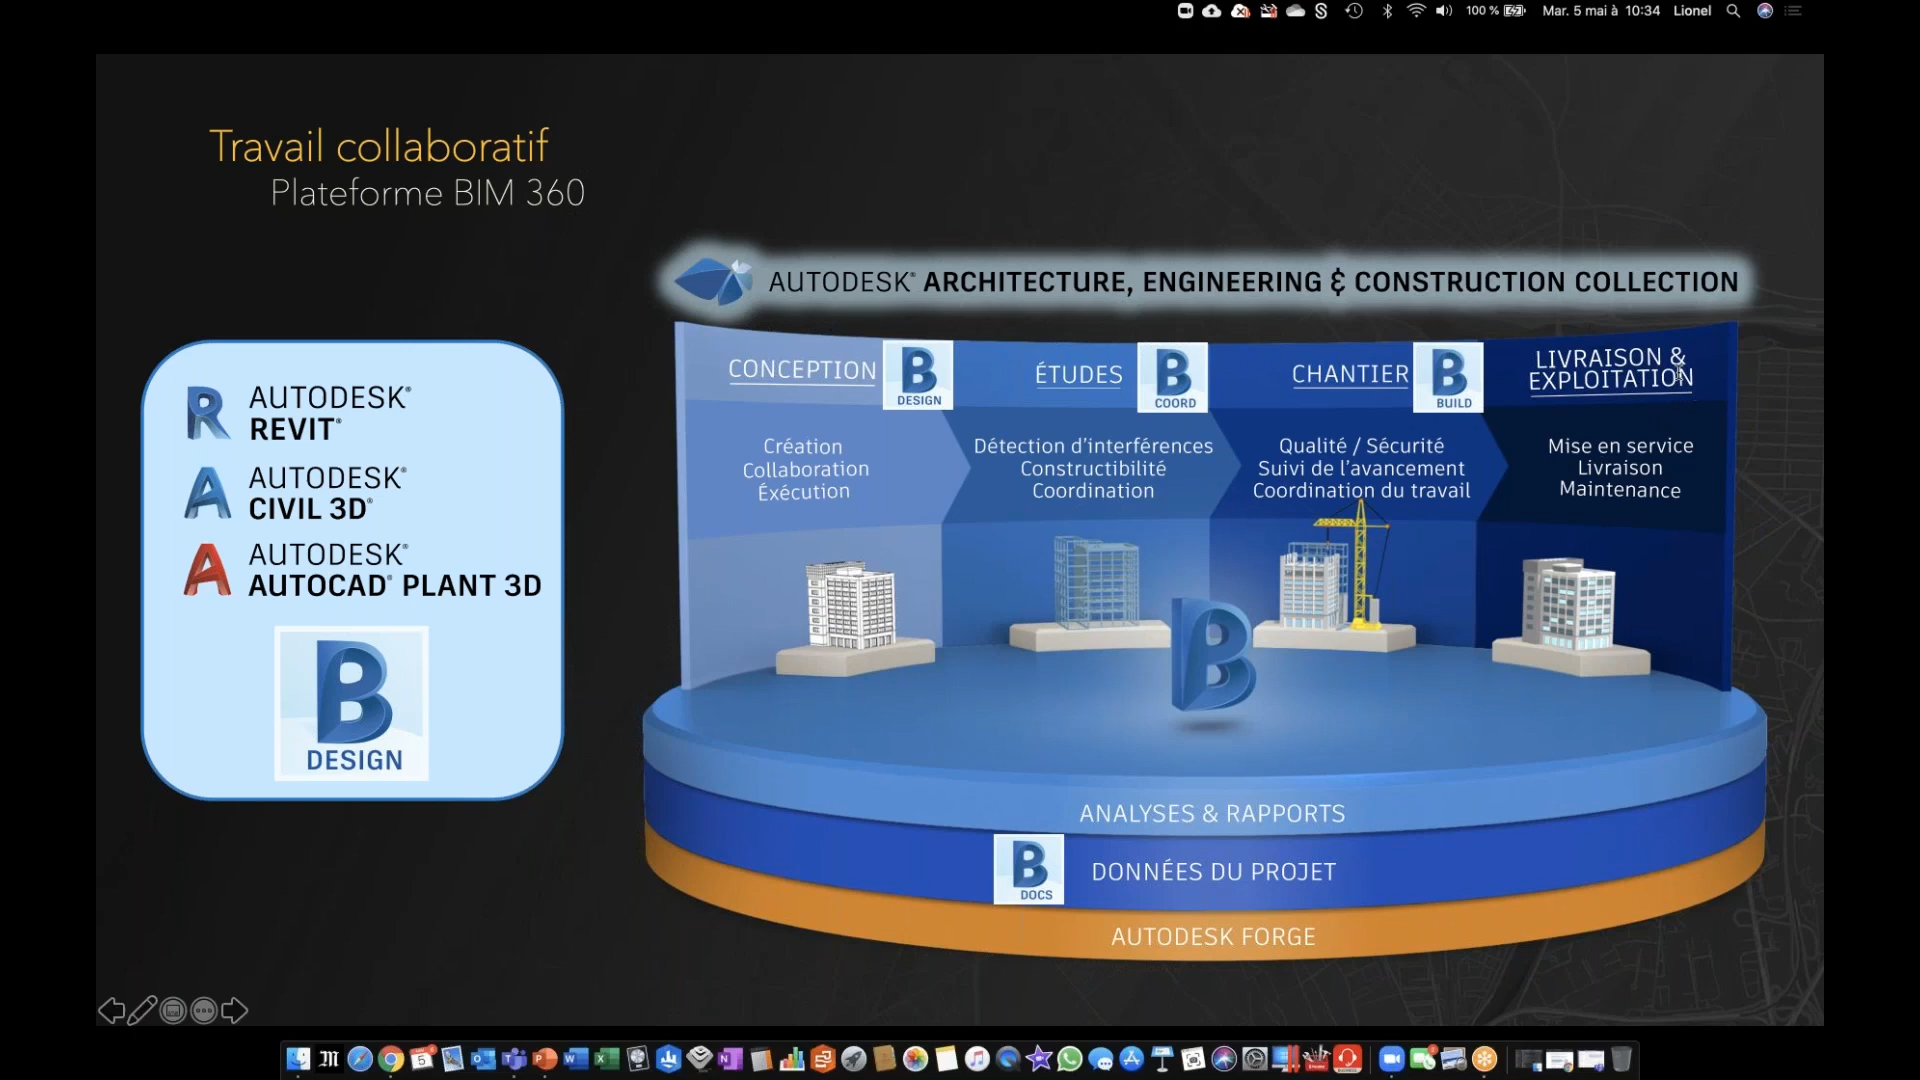 100 %
Mar. 5 mai à 10:34
Lionel
Travail collaboratif
Plateforme BIM 360
AUTODESK® ARCHITECTURE, ENGINEERING & CONSTRUCTION COLLECTION
AUTODESK®
REVIT®
AUTODESK®
CIVIL 3D®
AUTODESK®
AUTOCAD® PLANT 3D
B
DESIGN
CONCEPTION
B
DESIGN
Création
Collaboration
Éxécution
ÉTUDES
B
COORD
Détection d'interférences
Constructibilité
Coordination
CHANTIER
B
BUILD
Qualité / Sécurité
Suivi de l'avancement
Coordination du travail
LIVRAISON &
EXPLOITATION
Mise en service
Livraison
Maintenance
B
ANALYSES & RAPPORTS
B
DOCS
DONNÉES DU PROJET
AUTODESK FORGE